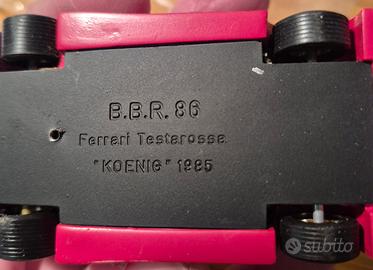 B.B.R. 86
Ferrari Testarossa
"KOENIG" 1985
subito